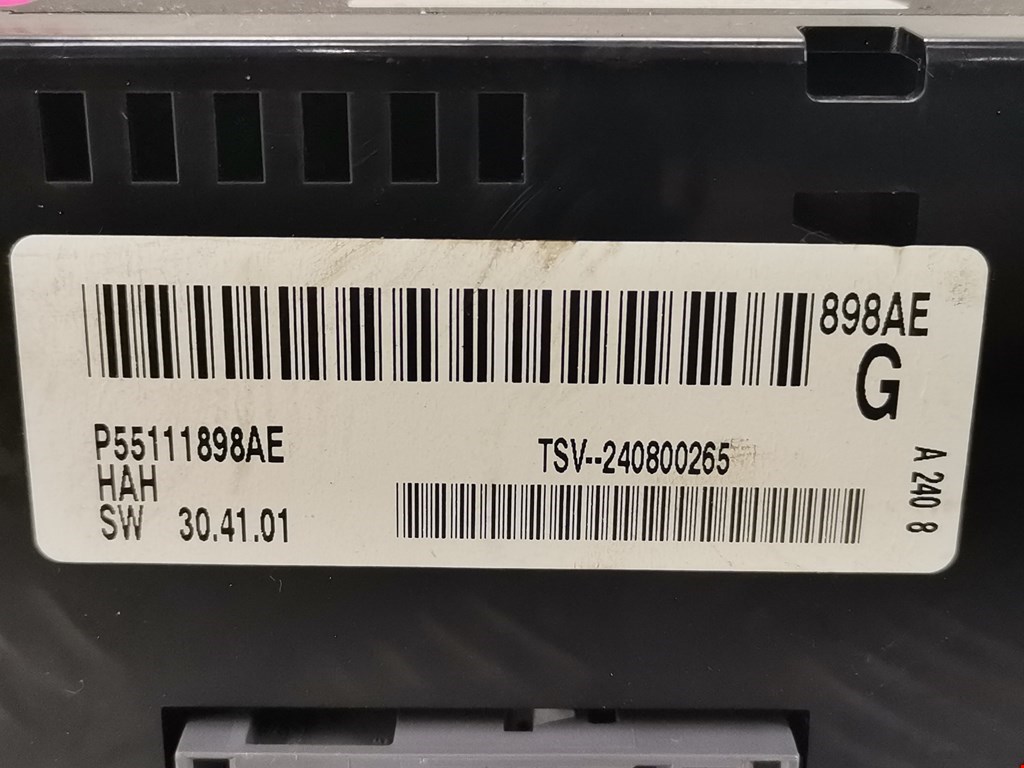 898AE
G
P55111898AE
HAH
SW 30.41.01
TSV--240800265
A 240 8